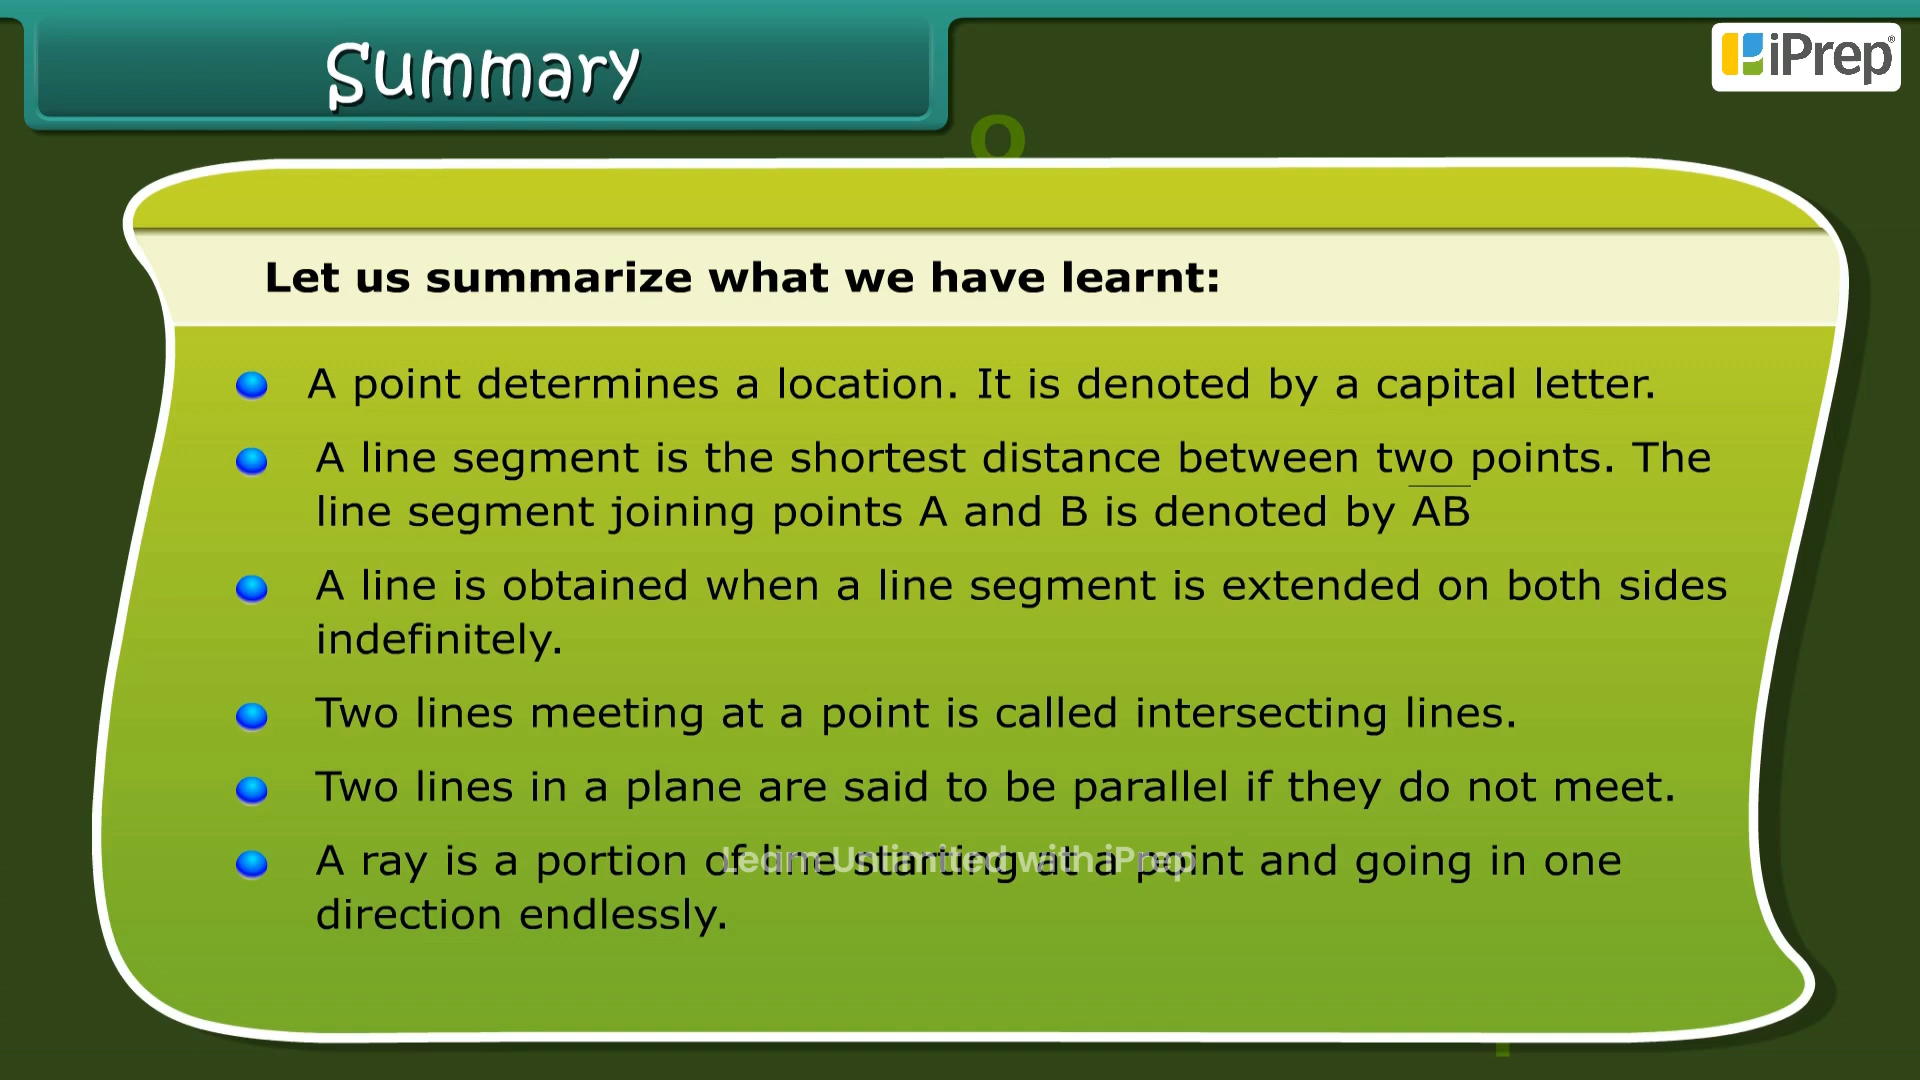 Summary
iPrep®
O
Let us summarize what we have learnt:
A point determines a location. It is denoted by a capital letter.
A line segment is the shortest distance between two points. The
line segment joining points A and B is denoted by A̅B̅
A line is obtained when a line segment is extended on both sides
indefinitely.
Two lines meeting at a point is called intersecting lines.
Two lines in a plane are said to be parallel if they do not meet.
A ray is a portion of line starting at a point and going in one
direction endlessly.
Learn Unlimited with iPrep